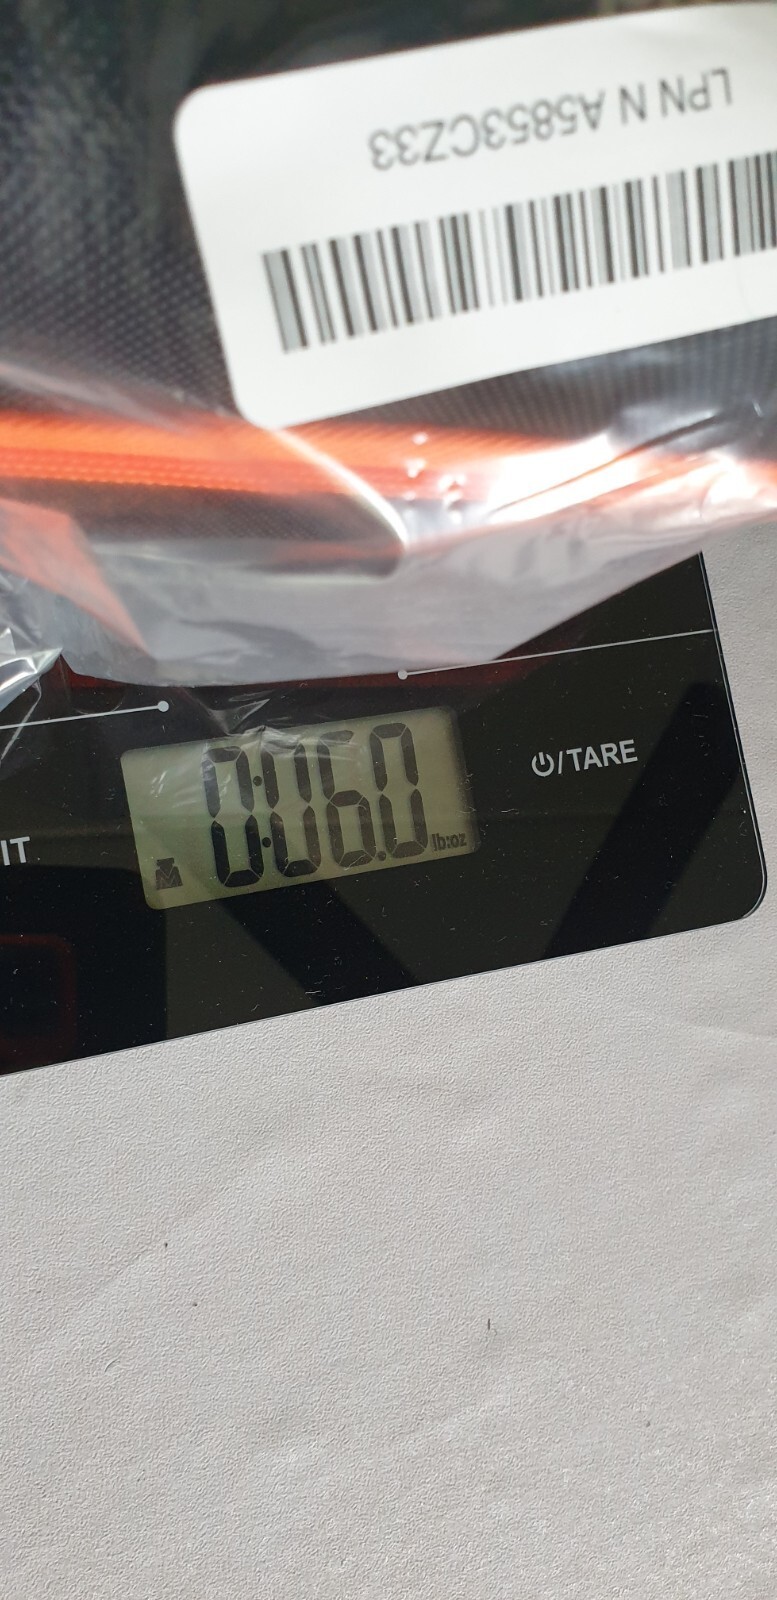 LPN N A5853CZ33
0:06.0
lb:oz
⏻/TARE
IT